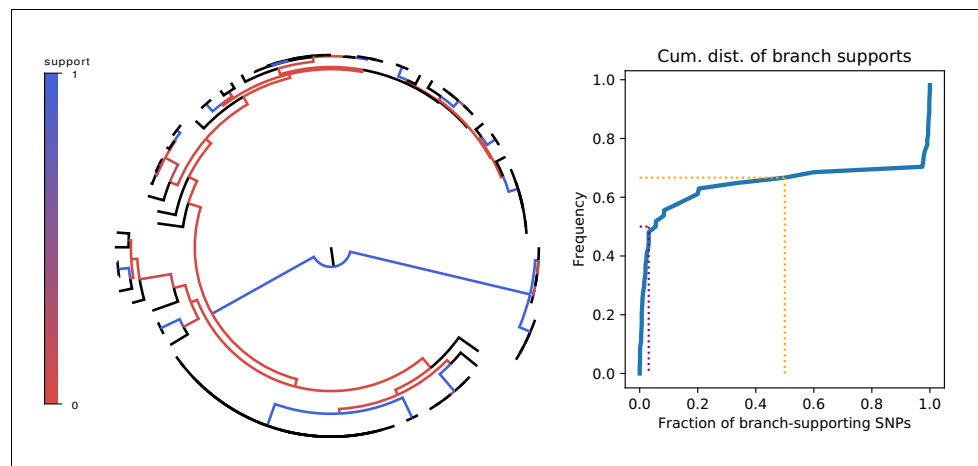 support
1
0
Cum. dist. of branch supports
Frequency
1.0
0.8
0.6
0.4
0.2
0.0
0.0 0.2 0.4 0.6 0.8 1.0
Fraction of branch-supporting SNPs